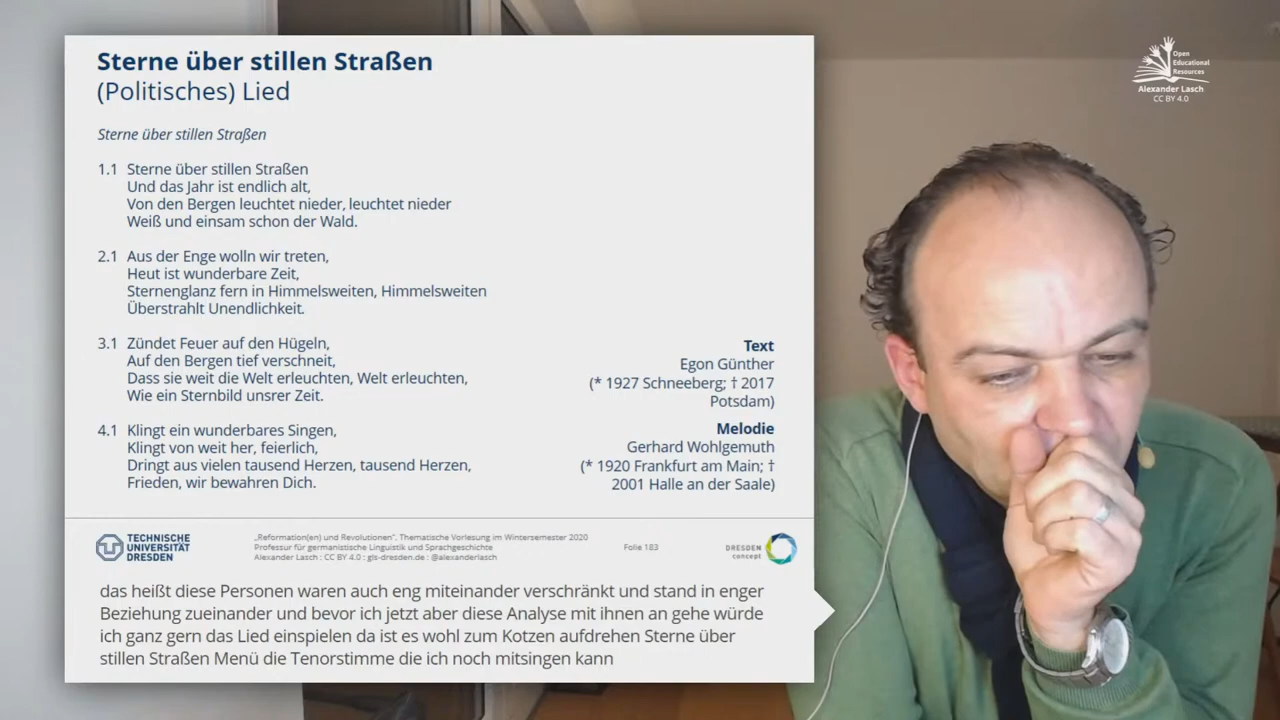 Sterne über stillen Straßen
(Politisches) Lied
Sterne über stillen Straßen
1.1 Sterne über stillen Straßen
Und das Jahr ist endlich alt,
Von den Bergen leuchtet nieder, leuchtet nieder
Weiß und einsam schon der Wald.
2.1 Aus der Enge wolln wir treten,
Heut ist wunderbare Zeit,
Sternenglanz fern in Himmelsweiten, Himmelsweiten
Überstrahlt Unendlichkeit.
3.1 Zündet Feuer auf den Hügeln,
Auf den Bergen tief verschneit,
Dass sie weit die Welt erleuchten, Welt erleuchten,
Wie ein Sternbild unsrer Zeit.
4.1 Klingt ein wunderbares Singen,
Klingt von weit her, feierlich,
Dringt aus vielen tausend Herzen, tausend Herzen,
Frieden, wir bewahren Dich.
Text
Egon Günther
(* 1927 Schneeberg; † 2017
Potsdam)
Melodie
Gerhard Wohlgemuth
(* 1920 Frankfurt am Main; †
2001 Halle an der Saale)
TECHNISCHE
UNIVERSITÄT
DRESDEN
„Reformation(en) und Revolutionen“, Thematische Vorlesung im Wintersemester 2020
Professur für germanistische Linguistik und Sprachgeschichte
Alexander Lasch : CC BY 4.0 : gls-dresden.de : @alexanderlasch
Folie 183
DRESDEN
concept
das heißt diese Personen waren auch eng miteinander verschränkt und stand in enger
Beziehung zueinander und bevor ich jetzt aber diese Analyse mit ihnen an gehe würde
ich ganz gern das Lied einspielen da ist es wohl zum Kotzen aufdrehen Sterne über
stillen Straßen Menü die Tenorstimme die ich noch mitsingen kann
Open
Educational
Resources
Alexander Lasch
CC BY 4.0